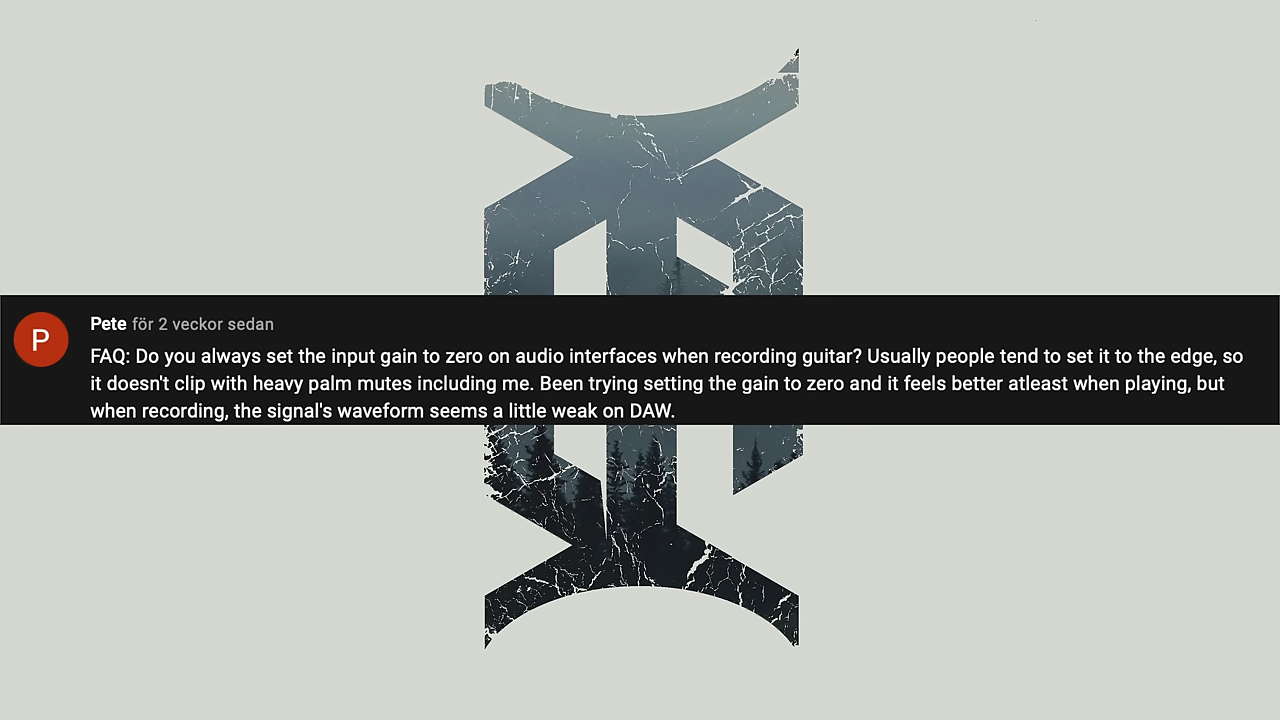 P
Pete för 2 veckor sedan
FAQ: Do you always set the input gain to zero on audio interfaces when recording guitar? Usually people tend to set it to the edge, so
it doesn't clip with heavy palm mutes including me. Been trying setting the gain to zero and it feels better atleast when playing, but
when recording, the signal's waveform seems a little weak on DAW.